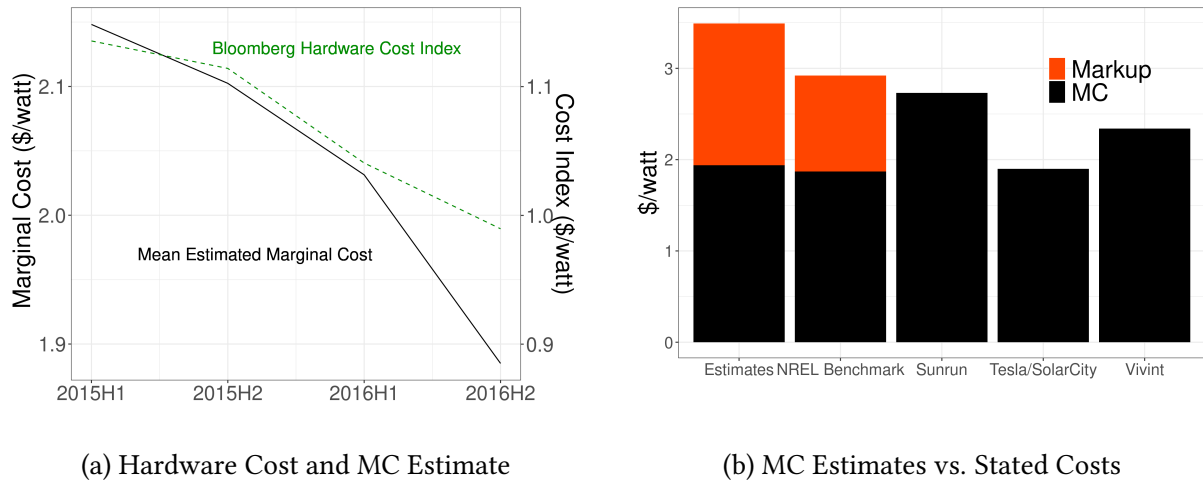 Marginal Cost ($/watt)
2.1
2.0
1.9
Bloomberg Hardware Cost Index
Mean Estimated Marginal Cost
1.1
1.0
0.9
Cost Index ($/watt)
2015H1 2015H2 2016H1 2016H2
(a) Hardware Cost and MC Estimate
$/watt
3
2
1
0
Markup
MC
Estimates NREL Benchmark Sunrun Tesla/SolarCity Vivint
(b) MC Estimates vs. Stated Costs